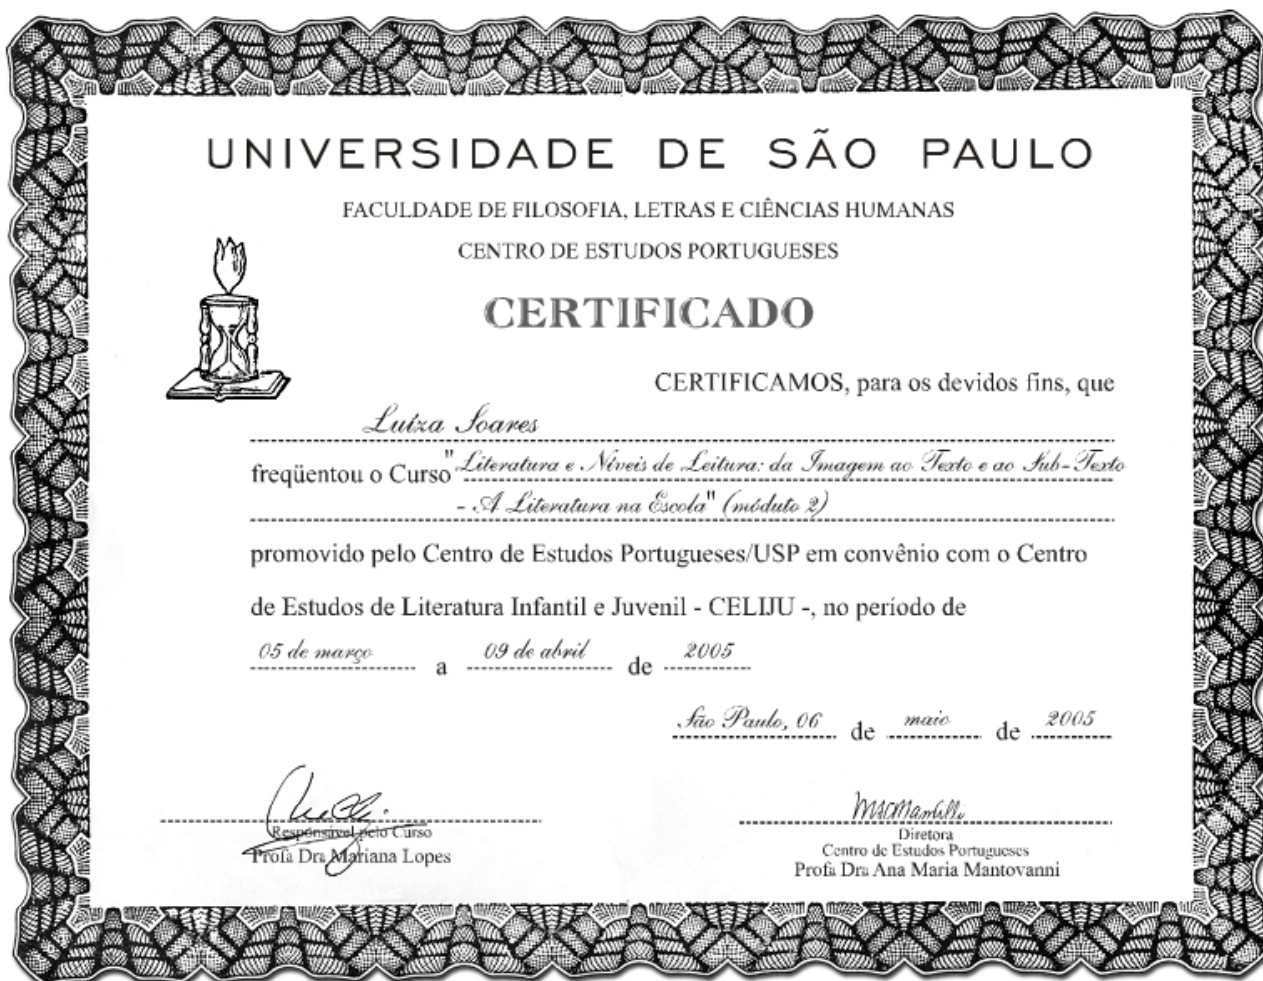 UNIVERSIDADE DE SÃO PAULO
FACULDADE DE FILOSOFIA, LETRAS E CIÊNCIAS HUMANAS
CENTRO DE ESTUDOS PORTUGUESES
CERTIFICADO
CERTIFICAMOS, para os devidos fins, que
Luíza Soares
freqüentou o Curso "Literatura e Níveis de Leitura: da Imagem ao Texto e ao Sub-Texto
- A Literatura na Escola" (móduto 2)
promovido pelo Centro de Estudos Portugueses/USP em convênio com o Centro
de Estudos de Literatura Infantil e Juvenil - CELIJU -, no período de
05 de março a 09 de abril de 2005
São Paulo, 06 de maio de 2005
Responsável pelo Curso
Profa Dra Mariana Lopes
Diretora
Centro de Estudos Portugueses
Profa Dra Ana Maria Mantovanni